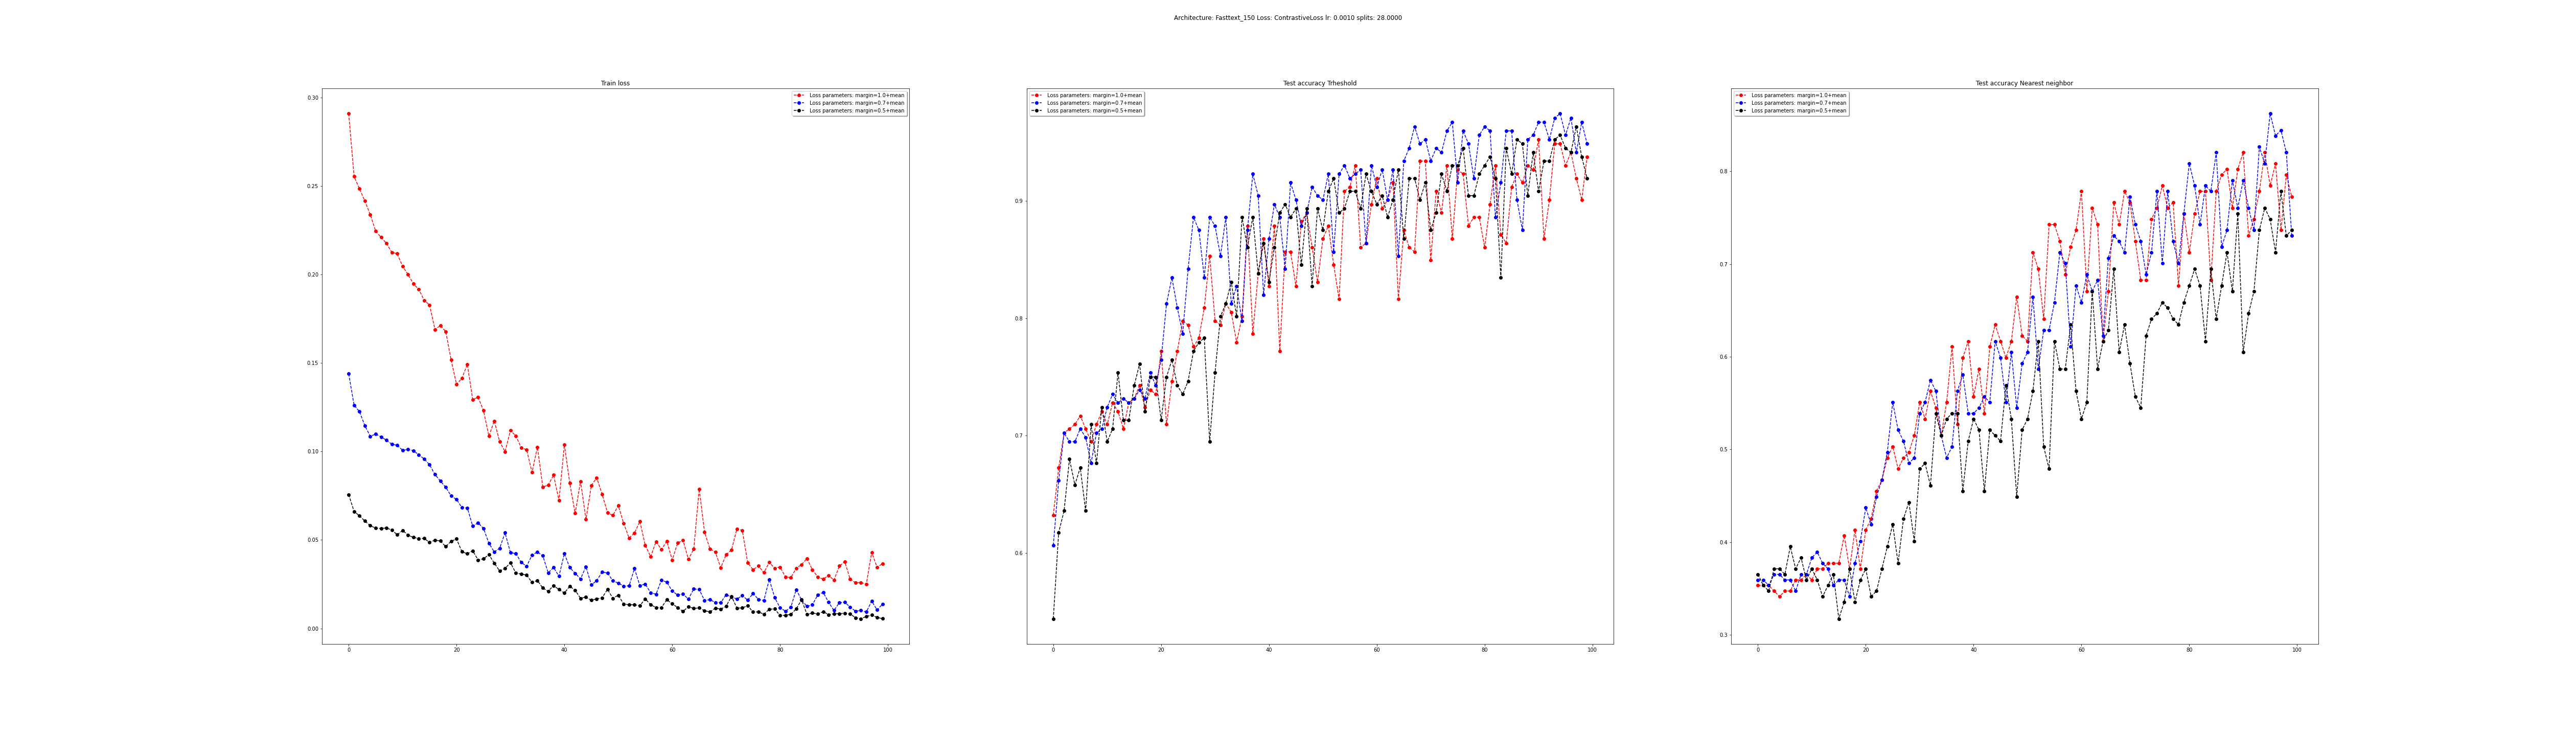 Architecture: Fasttext_150 Loss: ContrastiveLoss lr: 0.0010 splits: 28.0000
Train loss
Loss parameters: margin=1.0+mean
Loss parameters: margin=0.7+mean
Loss parameters: margin=0.5+mean
0.30
0.25
0.20
0.15
0.10
0.05
0.00
0 20 40 60 80 100
Test accuracy Trheshold
Loss parameters: margin=1.0+mean
Loss parameters: margin=0.7+mean
Loss parameters: margin=0.5+mean
0.9
0.8
0.7
0.6
0 20 40 60 80 100
Test accuracy Nearest neighbor
Loss parameters: margin=1.0+mean
Loss parameters: margin=0.7+mean
Loss parameters: margin=0.5+mean
0.8
0.7
0.6
0.5
0.4
0.3
0 20 40 60 80 100